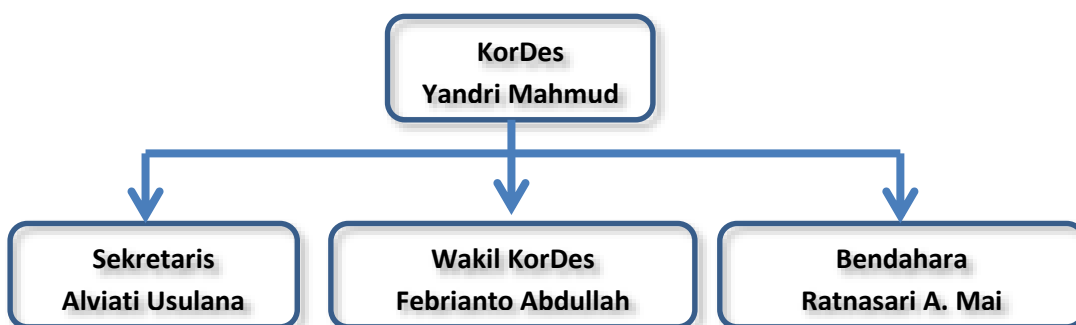 KorDes
Yandri Mahmud
Sekretaris
Alviati Usulana
Wakil KorDes
Febrianto Abdullah
Bendahara
Ratnasari A. Mai